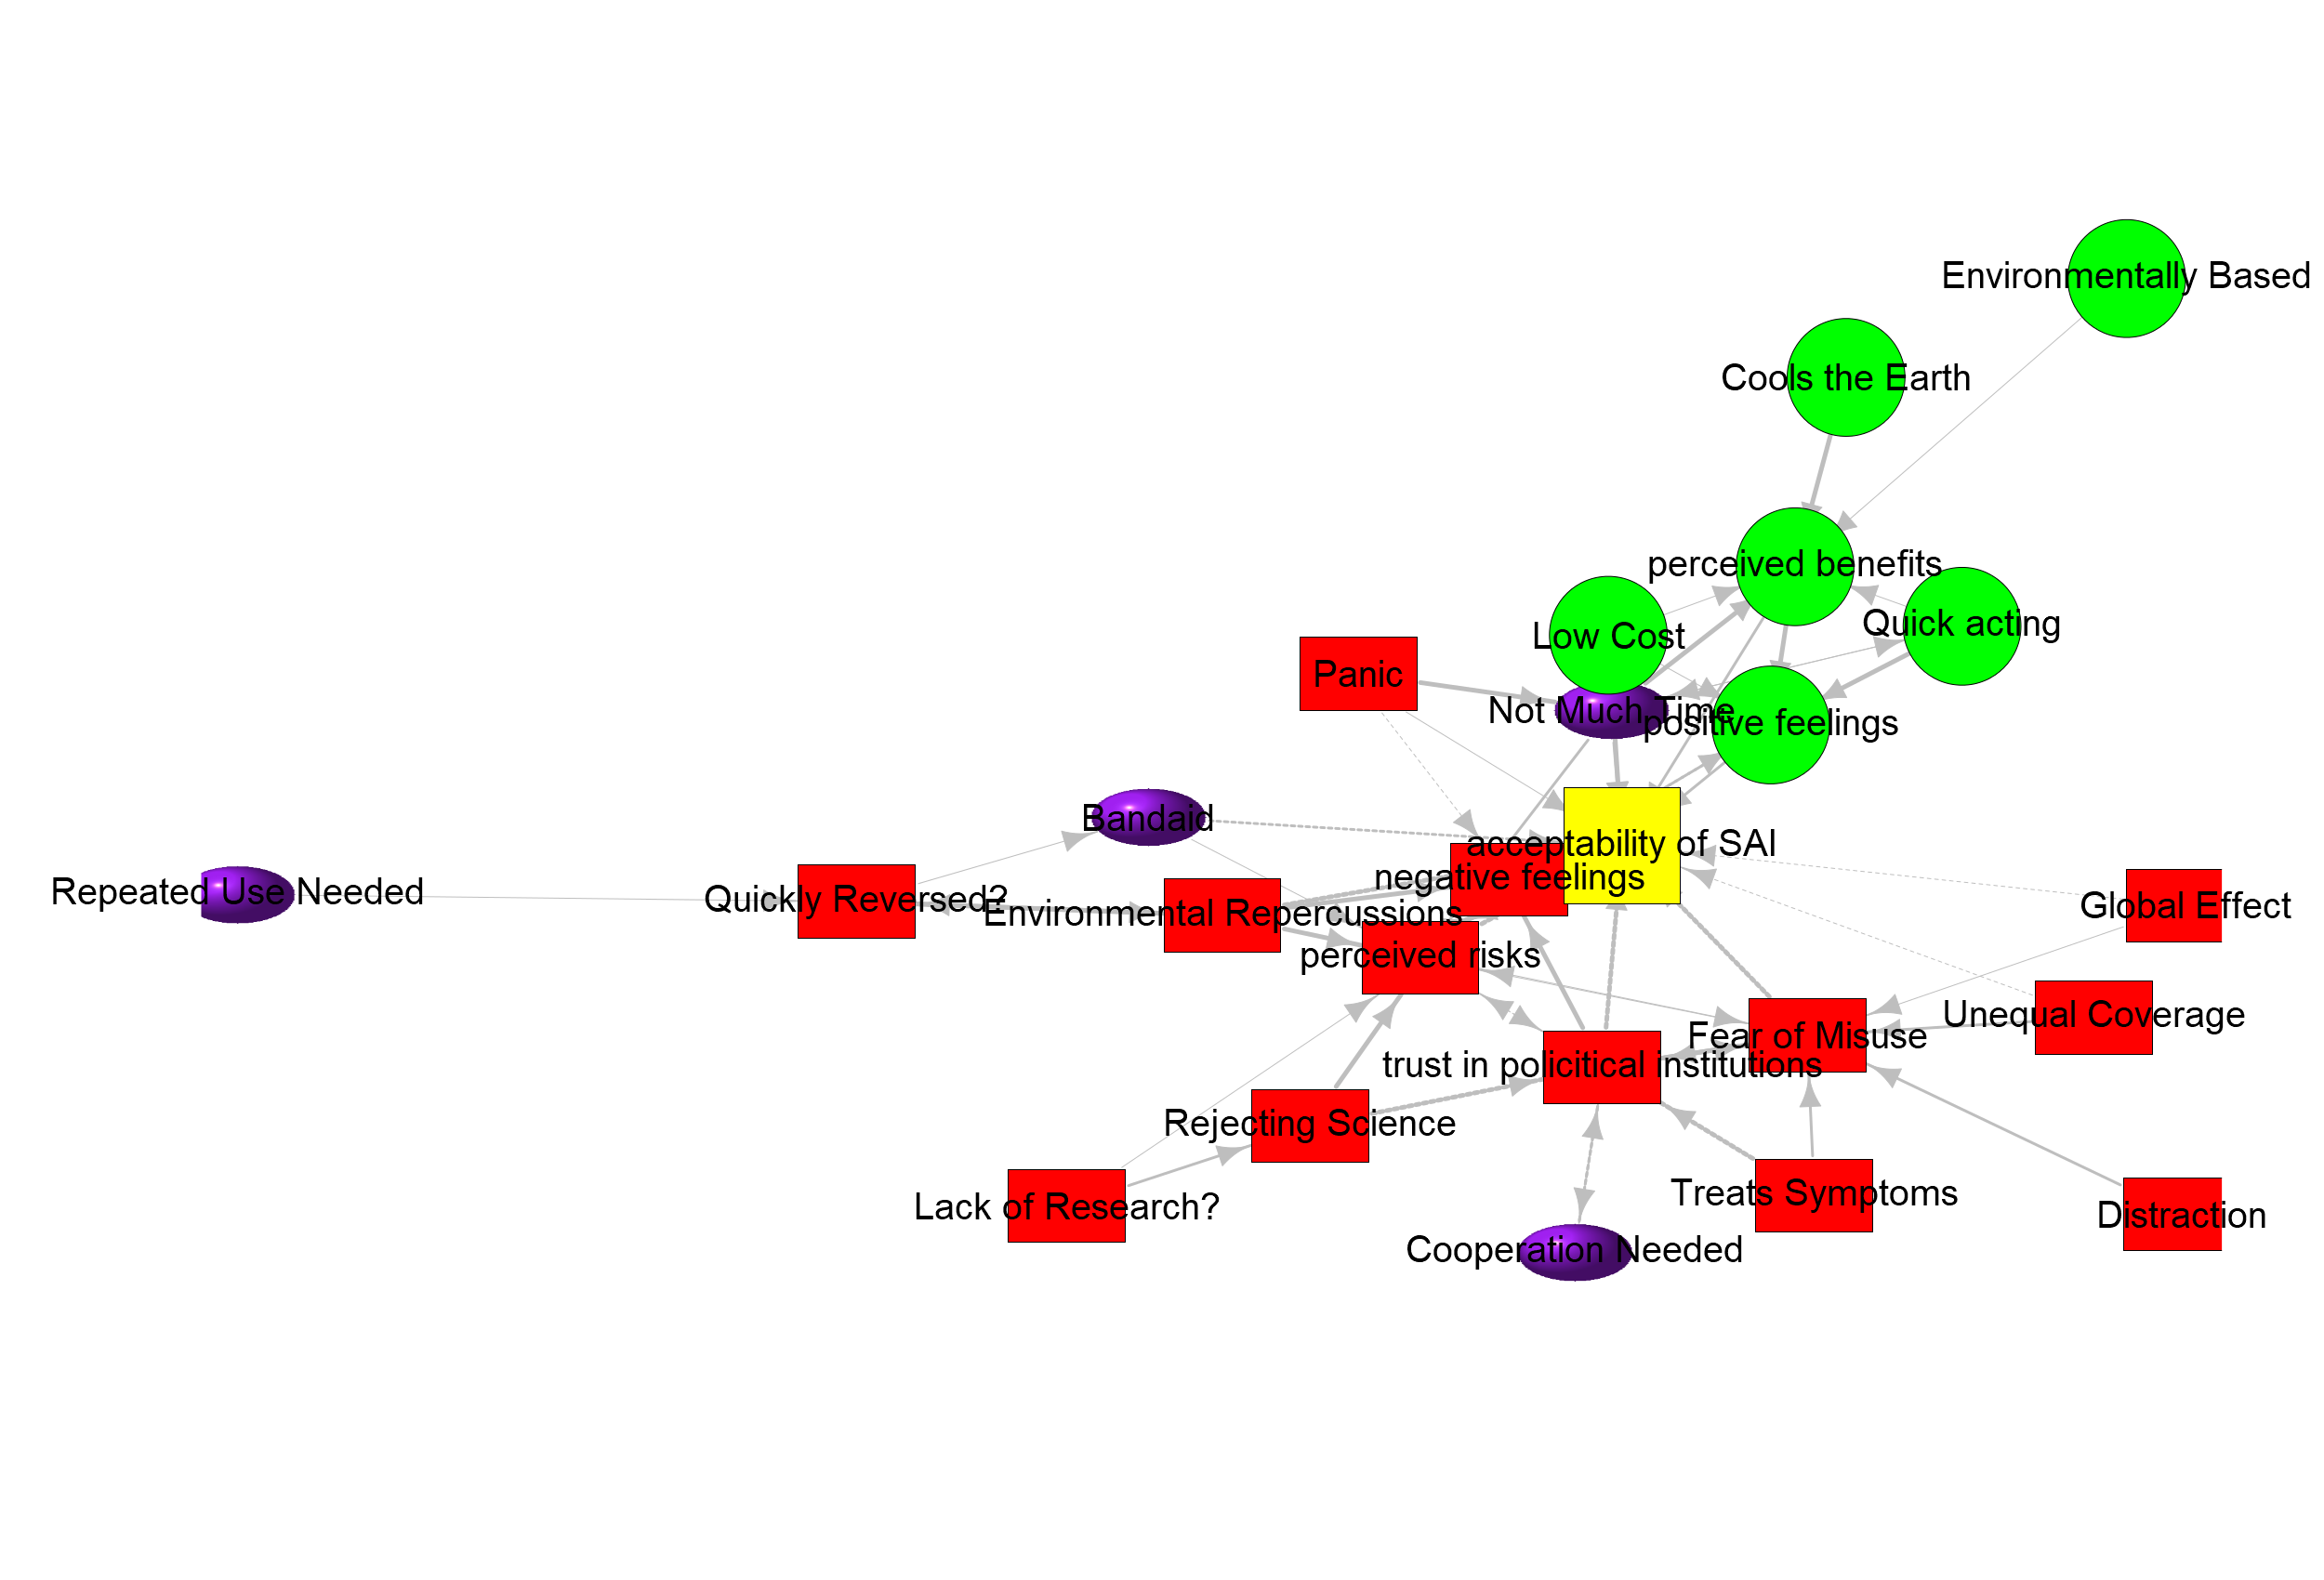 Environmentally Based
Cools the Earth
perceived benefits
Quick acting
Low Cost
Panic
Not Much Time
positive feelings
Bandaid
acceptability of SAI
negative feelings
Repeated Use Needed
Quickly Reversed?
Environmental Repercussions
Global Effect
perceived risks
Unequal Coverage
Fear of Misuse
trust in policitical institutions
Rejecting Science
Treats Symptoms
Lack of Research?
Distraction
Cooperation Needed